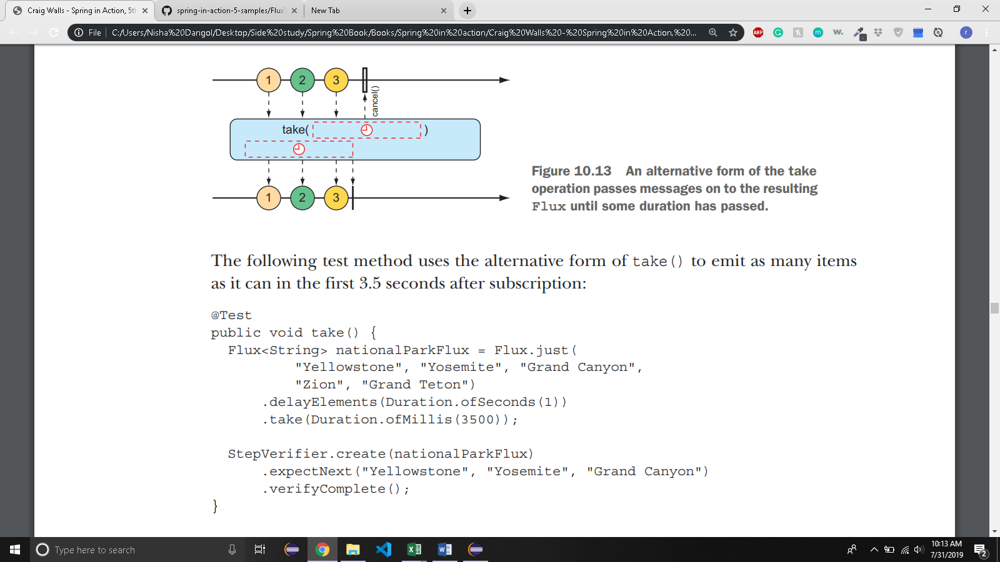 Craig Walls - Spring in Action, 5t
spring-in-action-5-samples/Flux
New Tab
File
C:/Users/Nisha%20Dangol/Desktop/Side%20study/Spring%20Book/Books/Spring%20in%20action/Craig%20Walls%20-%20Spring%20in%20Action,%20...
ABP
G
m
w.
r
1
2
3
cancel()
take(
)
1
2
3
Figure 10.13 An alternative form of the take
operation passes messages on to the resulting
Flux until some duration has passed.
The following test method uses the alternative form of take() to emit as many items
as it can in the first 3.5 seconds after subscription:
@Test
public void take() {
Flux<String> nationalParkFlux = Flux.just(
"Yellowstone", "Yosemite", "Grand Canyon",
"Zion", "Grand Teton")
.delayElements(Duration.ofSeconds(1))
.take(Duration.ofMillis(3500));
StepVerifier.create(nationalParkFlux)
.expectNext("Yellowstone", "Yosemite", "Grand Canyon")
.verifyComplete();
}
Type here to search
10:13 AM
7/31/2019
2